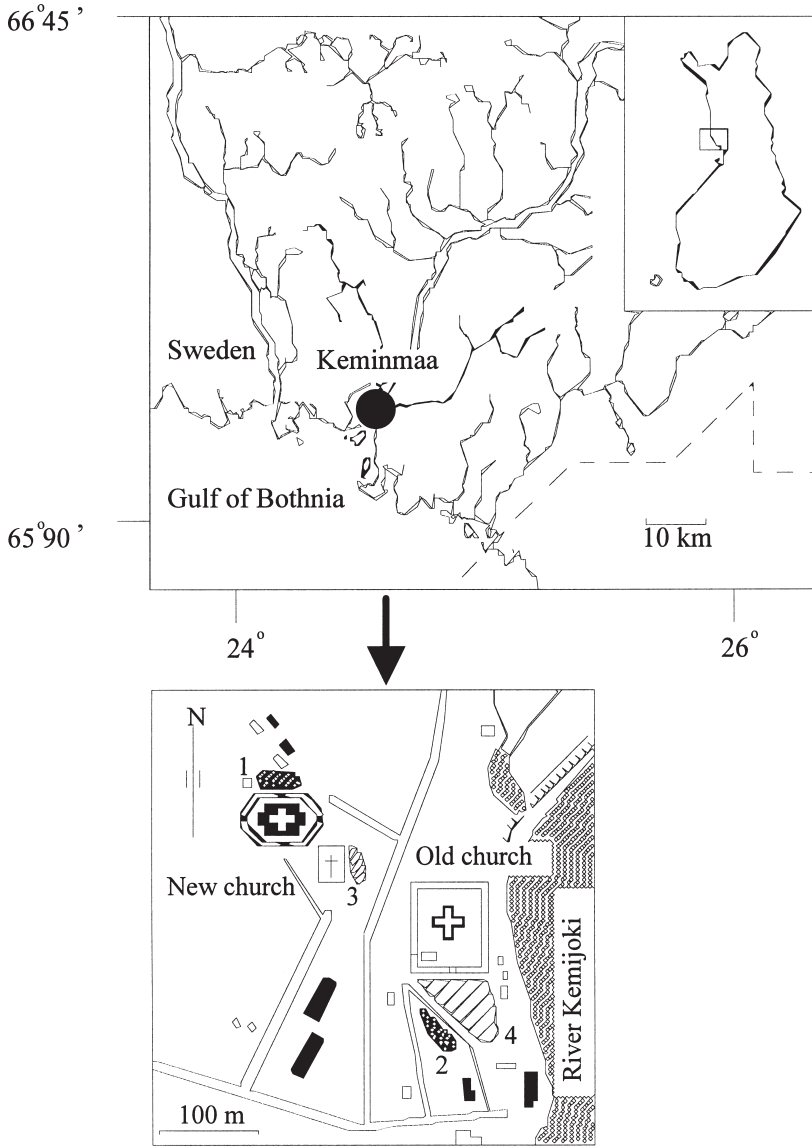 66°45’
Sweden
Keminmaa
Gulf of Bothnia
65°90’
10 km
24°
26°
N
1
Old church
New church
3
River Kemijoki
4
2
100 m